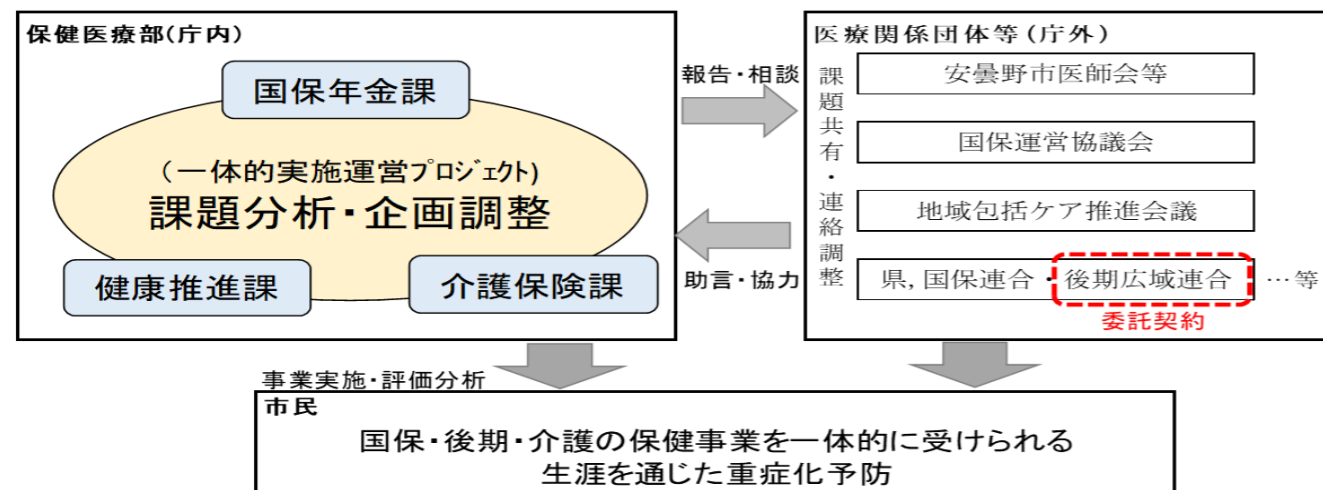 保健医療部(庁内)
国保年金課
(一体的実施運営プロジェクト)
課題分析・企画調整
健康推進課
介護保険課
報告・相談
助言・協力
医療関係団体等(庁外)
課題共有・連絡調整
安曇野市医師会等
国保運営協議会
地域包括ケア推進会議
県,国保連合・後期広域連合 …等
委託契約
事業実施・評価分析
市民
国保・後期・介護の保健事業を一体的に受けられる
生涯を通じた重症化予防